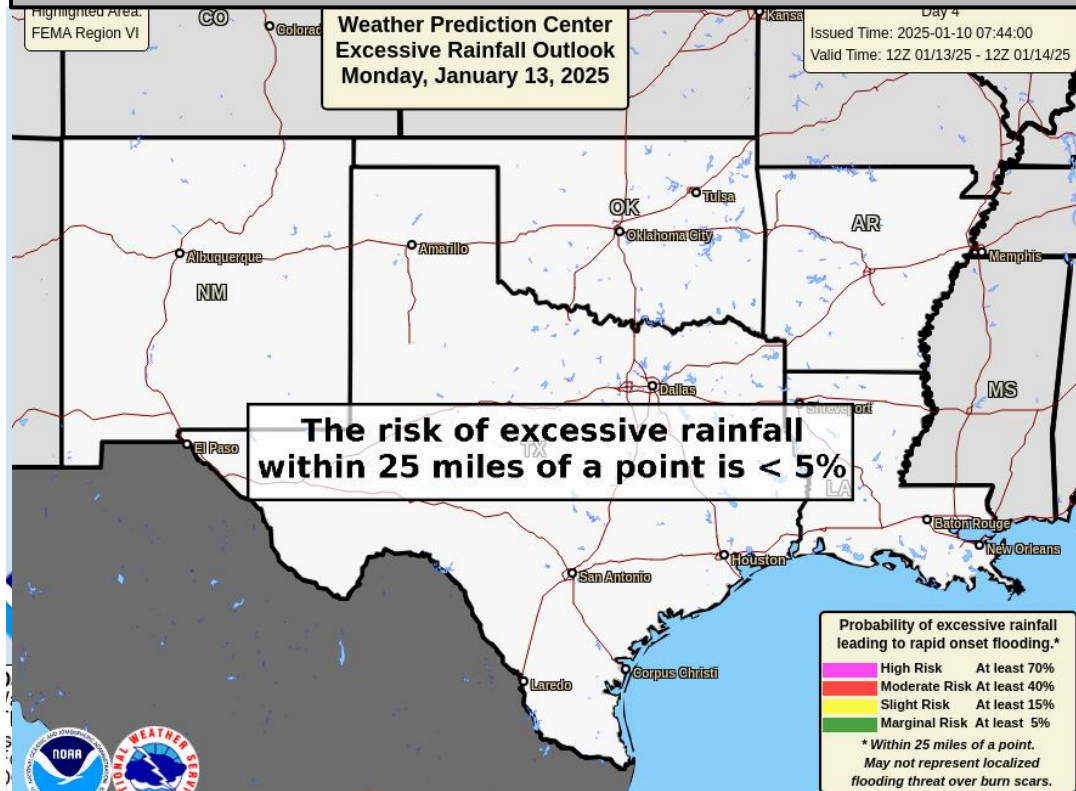 Highlighted Area:
FEMA Region VI
Weather Prediction Center
Excessive Rainfall Outlook
Monday, January 13, 2025
Day 4
Issued Time: 2025-01-10 07:44:00
Valid Time: 12Z 01/13/25 - 12Z 01/14/25
CO
Colorad
Kansa
Tulsa
OK
Oklahoma City
AR
Amarillo
Albuquerque
Memphis
NM
Dallas
MS
Shreveport
The risk of excessive rainfall
within 25 miles of a point is < 5%
El Paso
TX
LA
Baton Rouge
New Orleans
Houston
San Antonio
Corpus Christi
Laredo
Probability of excessive rainfall
leading to rapid onset flooding.*
High Risk At least 70%
Moderate Risk At least 40%
Slight Risk At least 15%
Marginal Risk At least 5%
* Within 25 miles of a point.
May not represent localized
flooding threat over burn scars.
NOAA